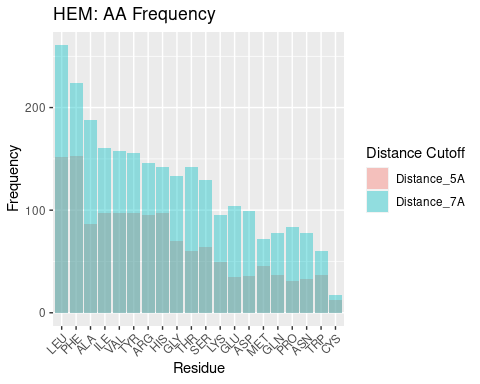 HEM: AA Frequency
Frequency
200
100
0
LEU PHE ALA ILE VAL TYR ARG HIS GLY THR SER LYS GLU ASP MET GLN PRO ASN TRP CYS
Residue
Distance Cutoff
Distance_5A
Distance_7A